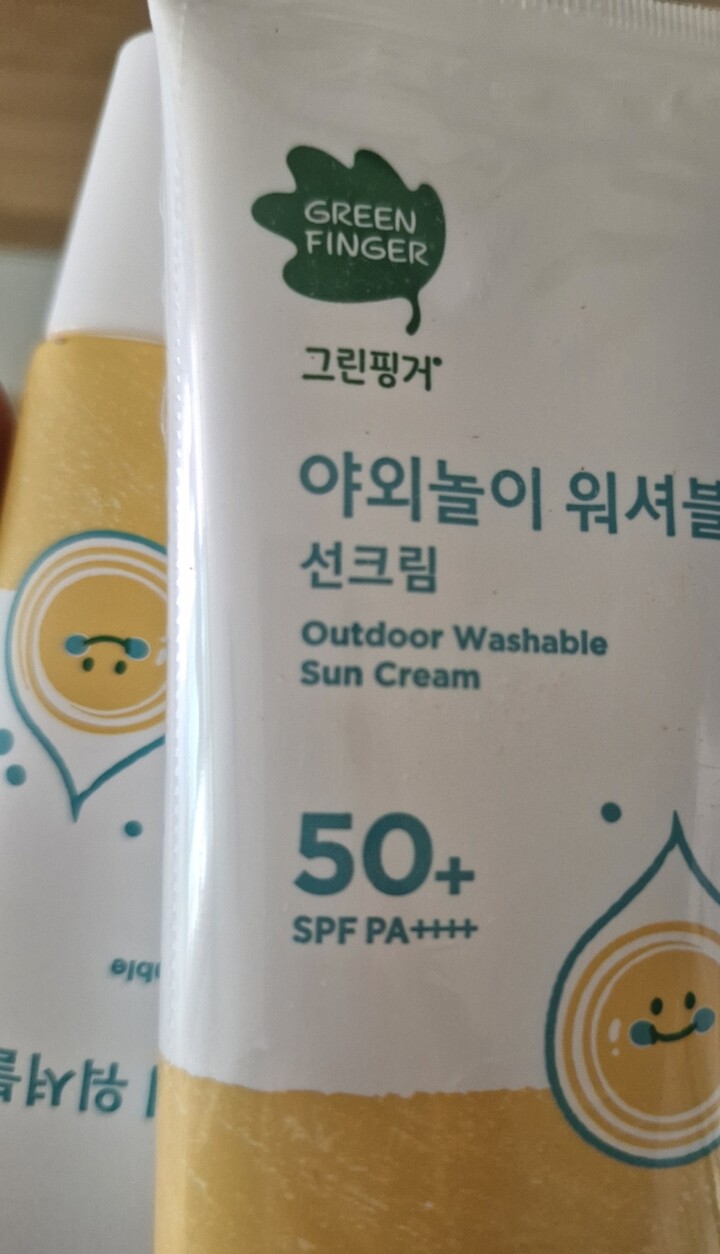 GREEN
FINGER
그린핑거
야외놀이 워셔블
선크림
Outdoor Washable
Sun Cream
50+
SPF PA++++